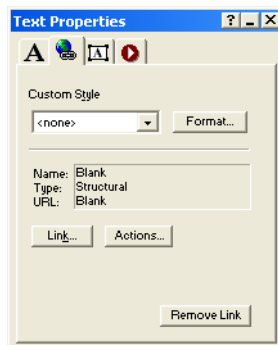 Text Properties
A
Custom Style
<none>
Format...
Name: Blank
Type: Structural
URL: Blank
Link...
Actions...
Remove Link